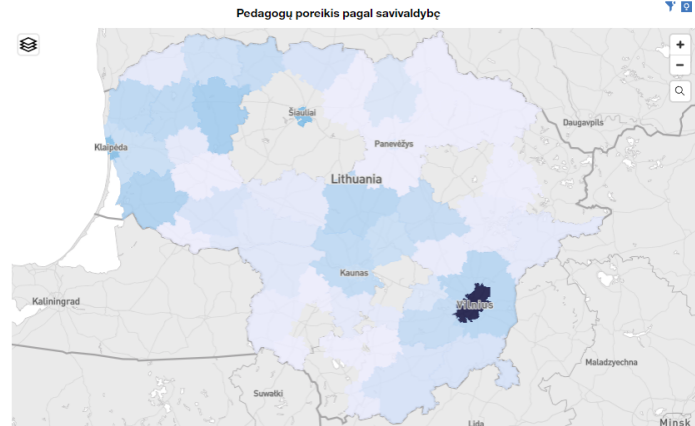 Pedagogų poreikis pagal savivaldybę
+
−
Šiauliai
Daugavpils
Klaipėda
Panevėžys
Lithuania
Kaunas
Kaliningrad
Vilnius
Maladzyechna
Suwałki
Lida
Minsk